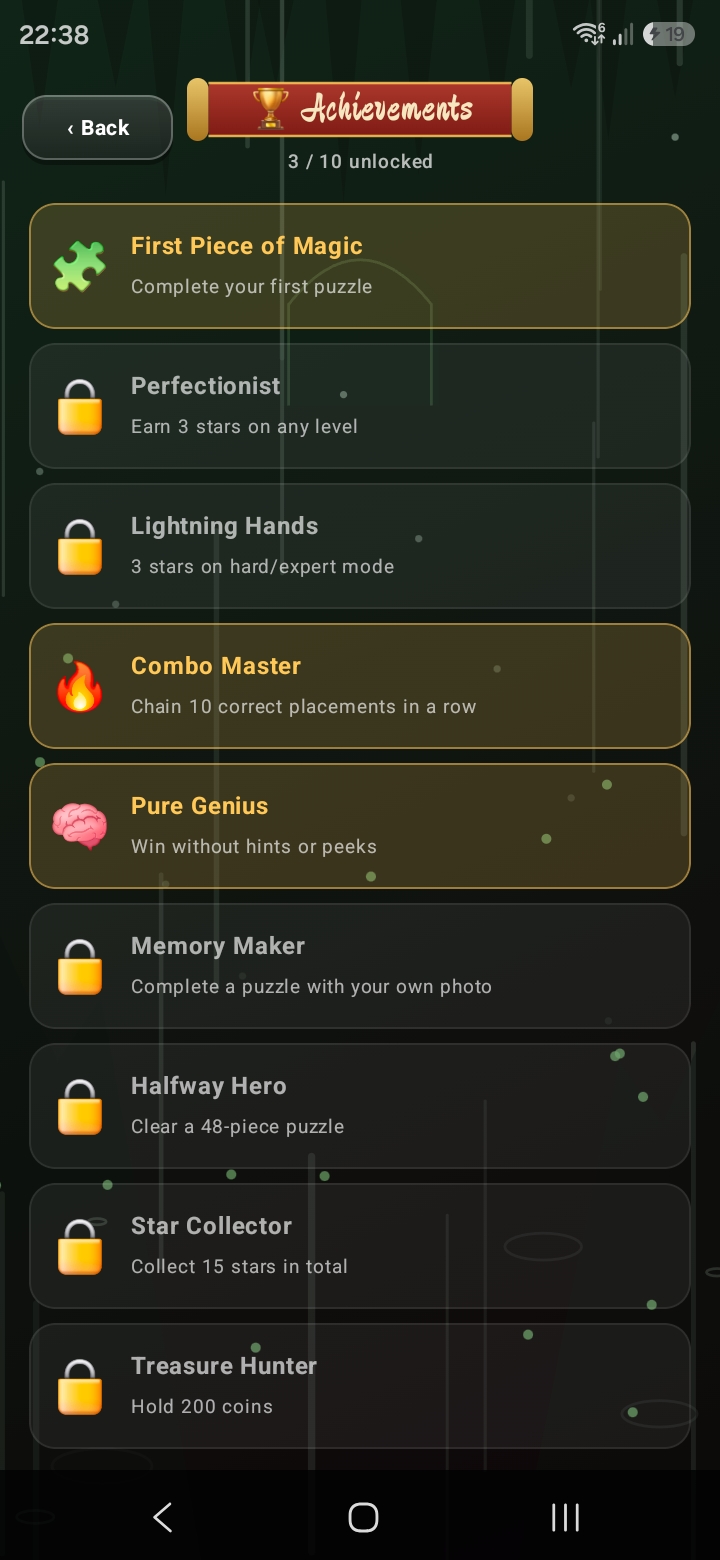 22:38
6
19
‹ Back
Achievements
3 / 10 unlocked
First Piece of Magic
Complete your first puzzle
Perfectionist
Earn 3 stars on any level
Lightning Hands
3 stars on hard/expert mode
Combo Master
Chain 10 correct placements in a row
Pure Genius
Win without hints or peeks
Memory Maker
Complete a puzzle with your own photo
Halfway Hero
Clear a 48-piece puzzle
Star Collector
Collect 15 stars in total
Treasure Hunter
Hold 200 coins